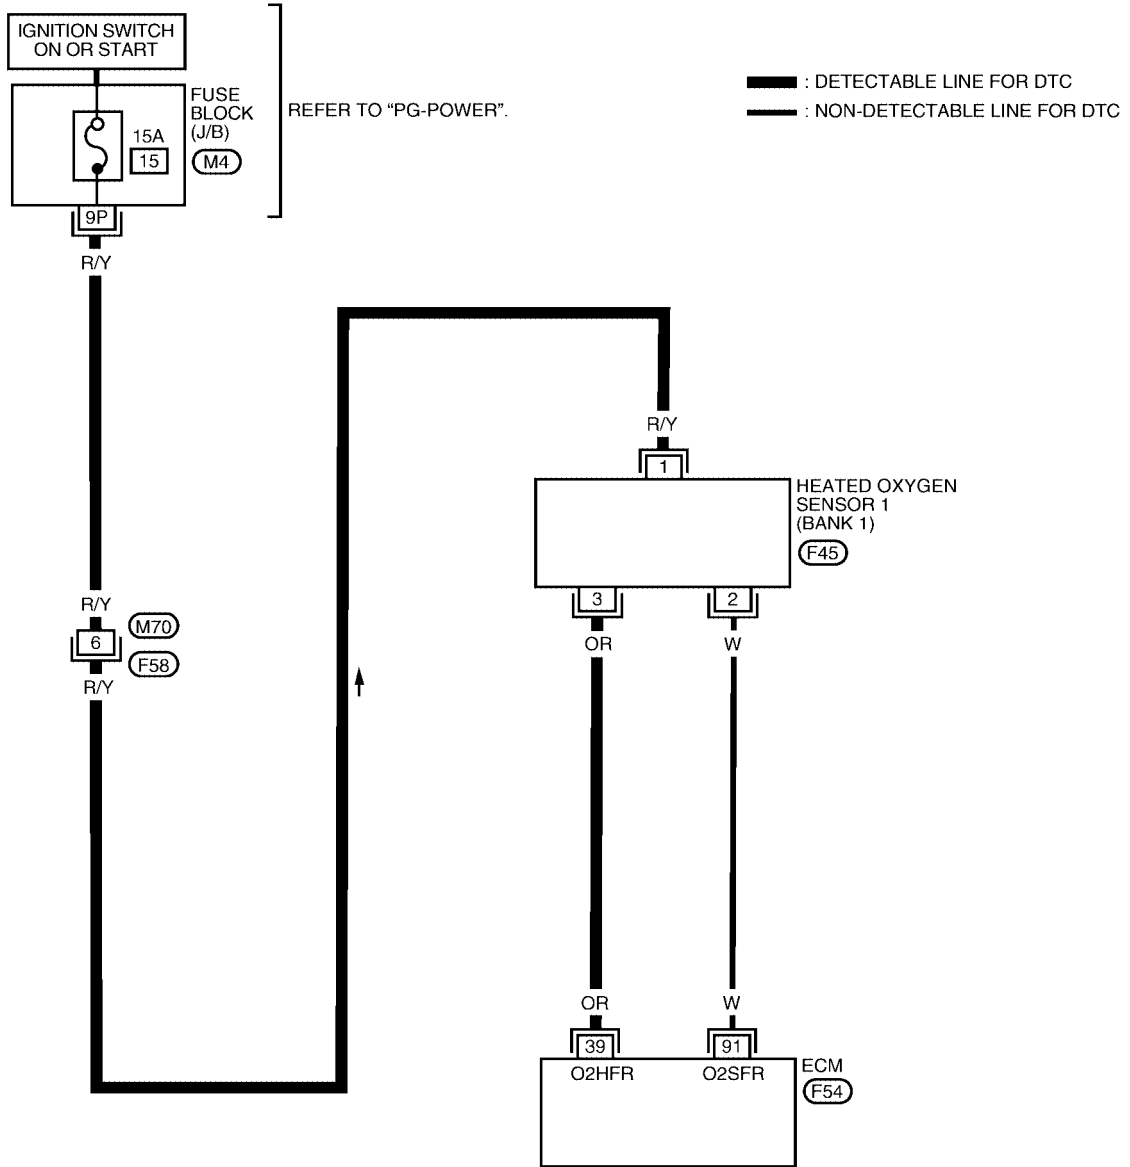 IGNITION SWITCH
ON OR START
FUSE
BLOCK
(J/B)
M4
15A
15
REFER TO “PG-POWER”.
: DETECTABLE LINE FOR DTC
: NON-DETECTABLE LINE FOR DTC
9P
R/Y
R/Y
1
HEATED OXYGEN
SENSOR 1
(BANK 1)
F45
R/Y
M70
6
F58
R/Y
3
2
OR
W
OR
W
39
91
O2HFR
O2SFR
ECM
F54